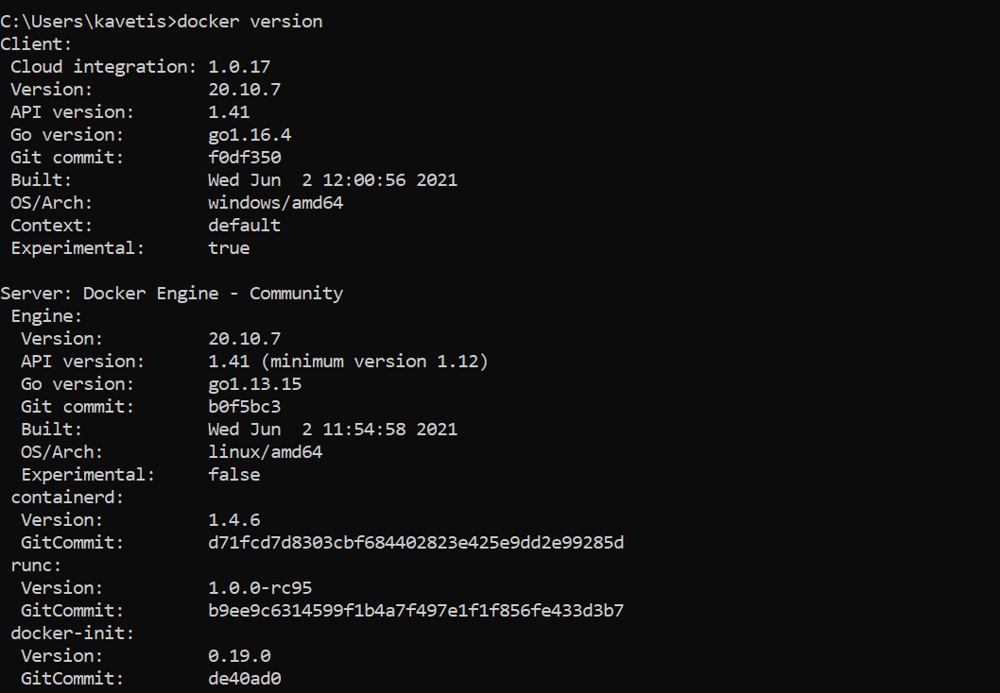 C:\Users\kavetis>docker version
Client:
 Cloud integration: 1.0.17
 Version:           20.10.7
 API version:       1.41
 Go version:        go1.16.4
 Git commit:        f0df350
 Built:             Wed Jun  2 12:00:56 2021
 OS/Arch:           windows/amd64
 Context:           default
 Experimental:      true

Server: Docker Engine - Community
 Engine:
  Version:          20.10.7
  API version:      1.41 (minimum version 1.12)
  Go version:       go1.13.15
  Git commit:       b0f5bc3
  Built:            Wed Jun  2 11:54:58 2021
  OS/Arch:          linux/amd64
  Experimental:     false
 containerd:
  Version:          1.4.6
  GitCommit:        d71fcd7d8303cbf684402823e425e9dd2e99285d
 runc:
  Version:          1.0.0-rc95
  GitCommit:        b9ee9c6314599f1b4a7f497e1f1f856fe433d3b7
 docker-init:
  Version:          0.19.0
  GitCommit:        de40ad0